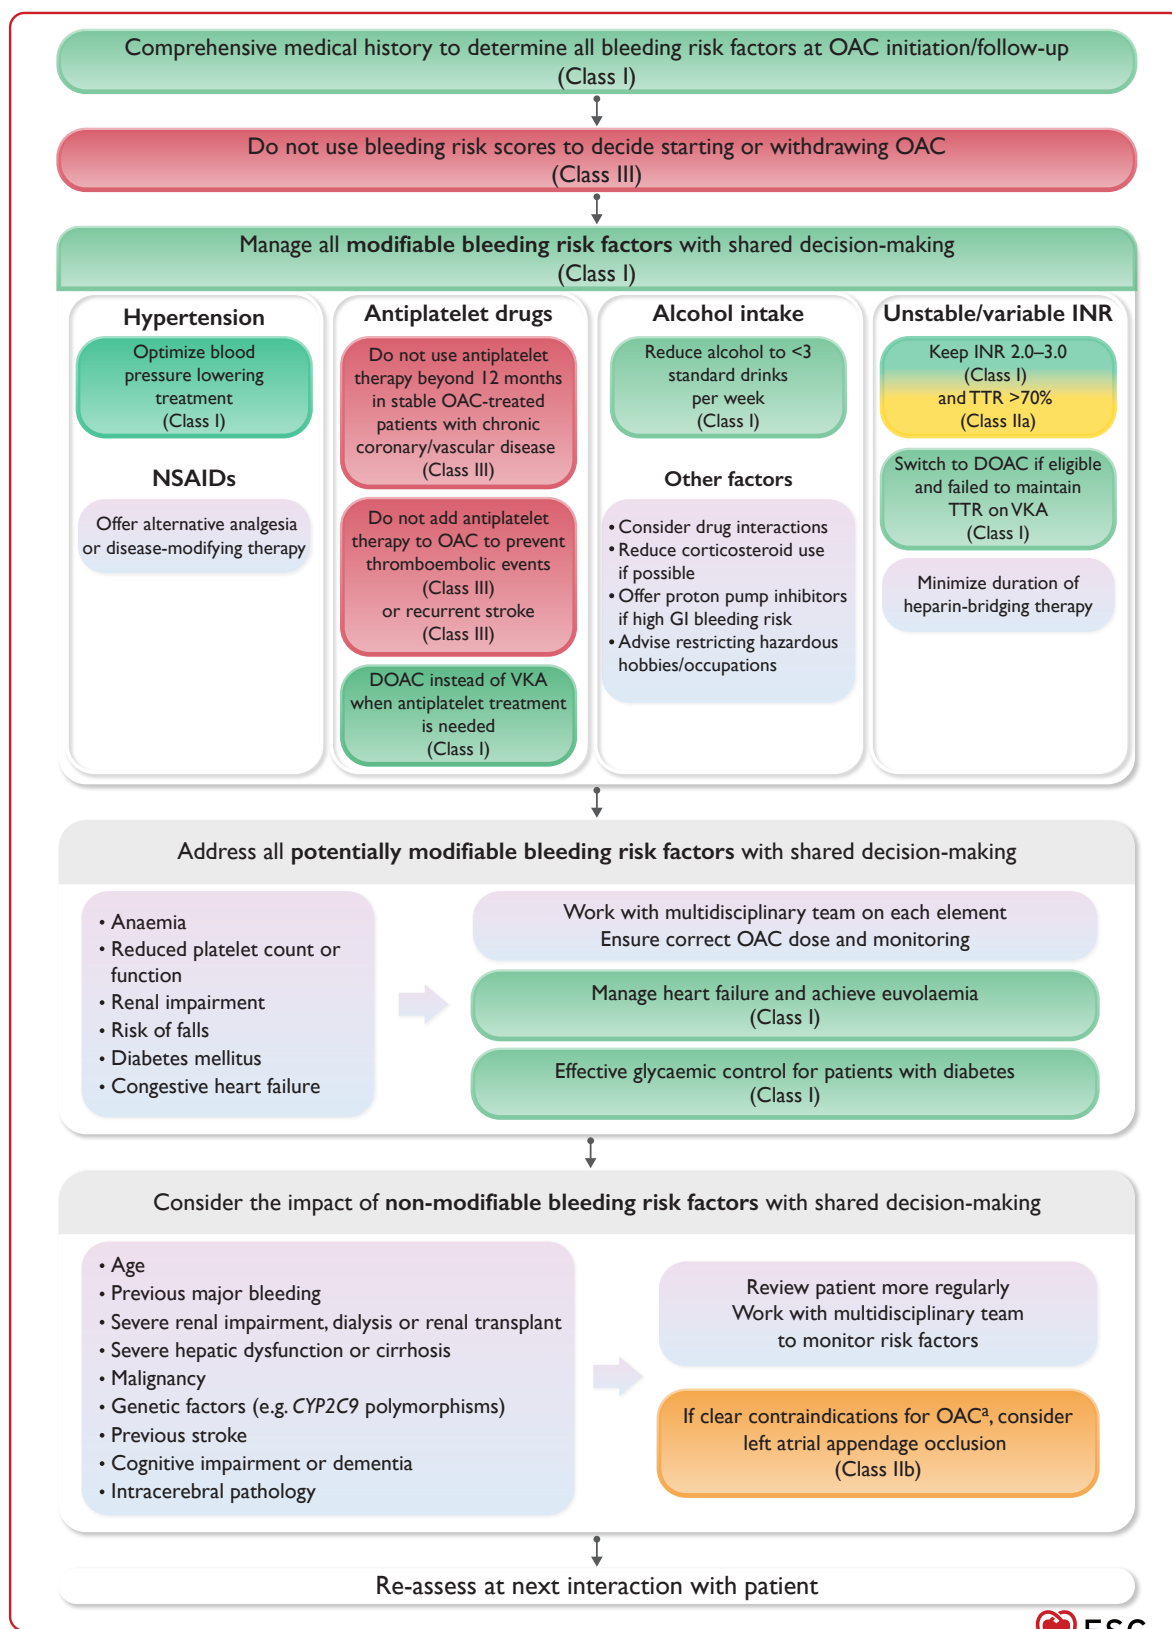 Comprehensive medical history to determine all bleeding risk factors at OAC initiation/follow-up
(Class I)
Do not use bleeding risk scores to decide starting or withdrawing OAC
(Class III)
Manage all modifiable bleeding risk factors with shared decision-making
(Class I)
Hypertension
Optimize blood
pressure lowering
treatment
(Class I)
NSAIDs
Offer alternative analgesia
or disease-modifying therapy
Antiplatelet drugs
Do not use antiplatelet
therapy beyond 12 months
in stable OAC-treated
patients with chronic
coronary/vascular disease
(Class III)
Do not add antiplatelet
therapy to OAC to prevent
thromboembolic events
(Class III)
or recurrent stroke
(Class III)
DOAC instead of VKA
when antiplatelet treatment
is needed
(Class I)
Alcohol intake
Reduce alcohol to <3
standard drinks
per week
(Class I)
Other factors
• Consider drug interactions
• Reduce corticosteroid use
if possible
• Offer proton pump inhibitors
if high GI bleeding risk
• Advise restricting hazardous
hobbies/occupations
Unstable/variable INR
Keep INR 2.0–3.0
(Class I)
and TTR >70%
(Class IIa)
Switch to DOAC if eligible
and failed to maintain
TTR on VKA
(Class I)
Minimize duration of
heparin-bridging therapy
Address all potentially modifiable bleeding risk factors with shared decision-making
• Anaemia
• Reduced platelet count or
function
• Renal impairment
• Risk of falls
• Diabetes mellitus
• Congestive heart failure
Work with multidisciplinary team on each element
Ensure correct OAC dose and monitoring
Manage heart failure and achieve euvolaemia
(Class I)
Effective glycaemic control for patients with diabetes
(Class I)
Consider the impact of non-modifiable bleeding risk factors with shared decision-making
• Age
• Previous major bleeding
• Severe renal impairment, dialysis or renal transplant
• Severe hepatic dysfunction or cirrhosis
• Malignancy
• Genetic factors (e.g. CYP2C9 polymorphisms)
• Previous stroke
• Cognitive impairment or dementia
• Intracerebral pathology
Review patient more regularly
Work with multidisciplinary team
to monitor risk factors
If clear contraindications for OACᵃ, consider
left atrial appendage occlusion
(Class IIb)
Re-assess at next interaction with patient
ESC